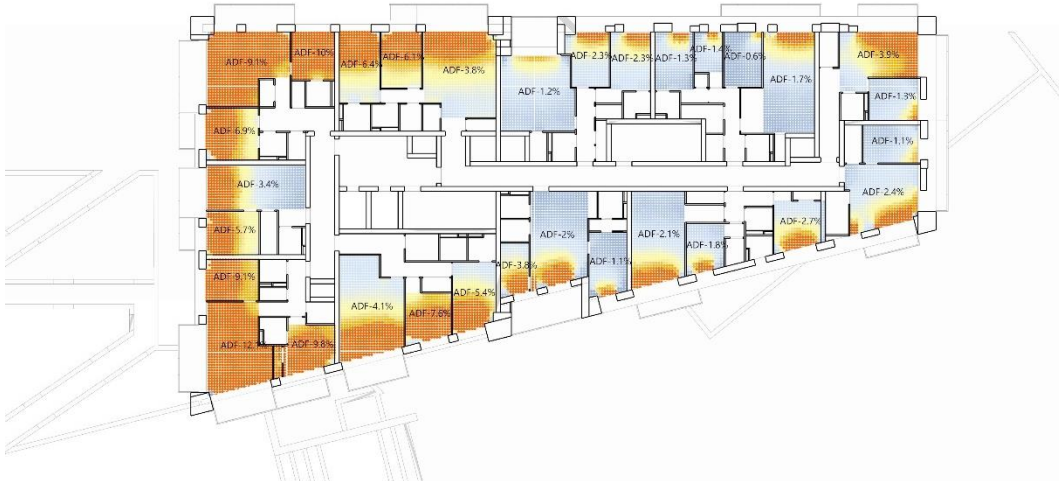 ADF-9.1%
ADF-10%
ADF-6.4%
ADF-6.1%
ADF-3.8%
ADF-1.2%
ADF-2.3%
ADF-2.3%
ADF-1.3%
ADF-1.4%
ADF-0.6%
ADF-1.7%
ADF-3.9%
ADF-1.3%
ADF-6.9%
ADF-1.1%
ADF-3.4%
ADF-2.4%
ADF-5.7%
ADF-2%
ADF-2.1%
ADF-1.8%
ADF-2.7%
ADF-9.1%
ADF-3.8%
ADF-1.1%
ADF-4.1%
ADF-5.4%
ADF-7.6%
ADF-12.
ADF-9.8%